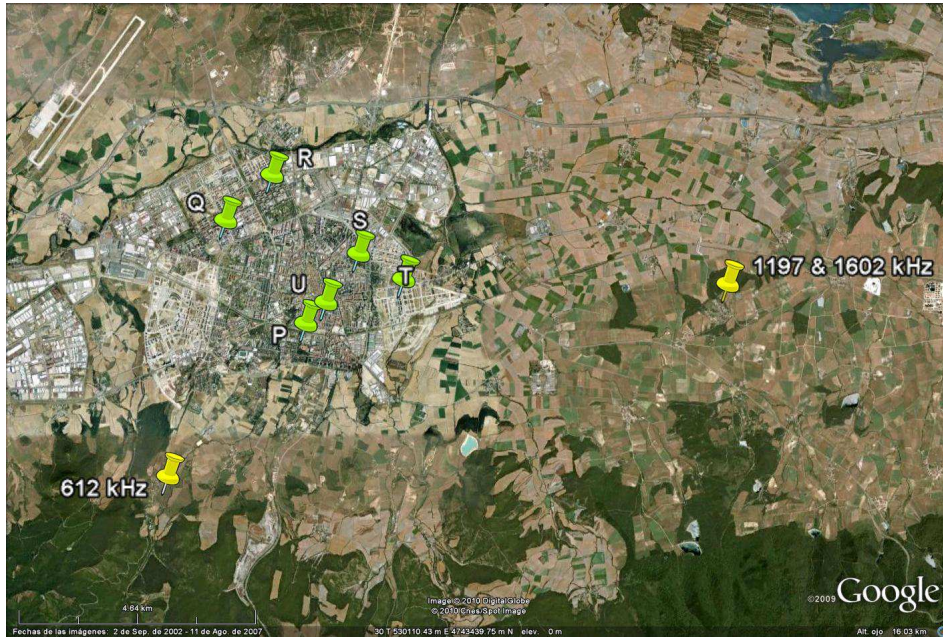 R
Q
S
T
1197 & 1602 kHz
U
P
612 kHz
4.64 km
Image © 2010 DigitalGlobe
© 2010 Cnes/Spot Image
©2009 Google
Fechas de las imágenes: 2 de Sep. de 2002 - 11 de Ago. de 2007
30 T 530110.43 m E 4743439.75 m N elev. 0 m
Alt. ojo 16.03 km